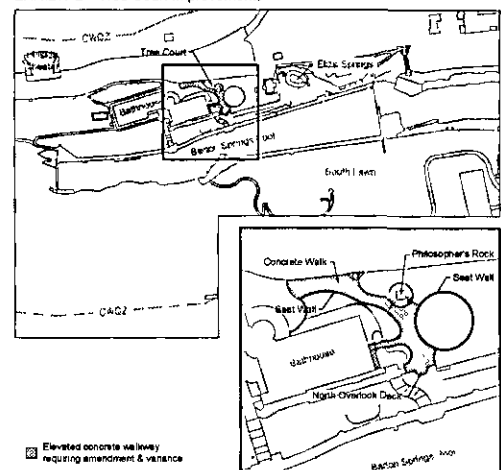 CWQZ
Tree Court
Eliza Springs
Bathhouse
Barton Springs Pool
South Lawn
CWQZ
Concrete Walk
Philosopher's Rock
Seat Wall
Seat Wall
Bathhouse
North Overlook Deck
Barton Springs Pool
Elevated concrete walkway
requiring amendment & variance